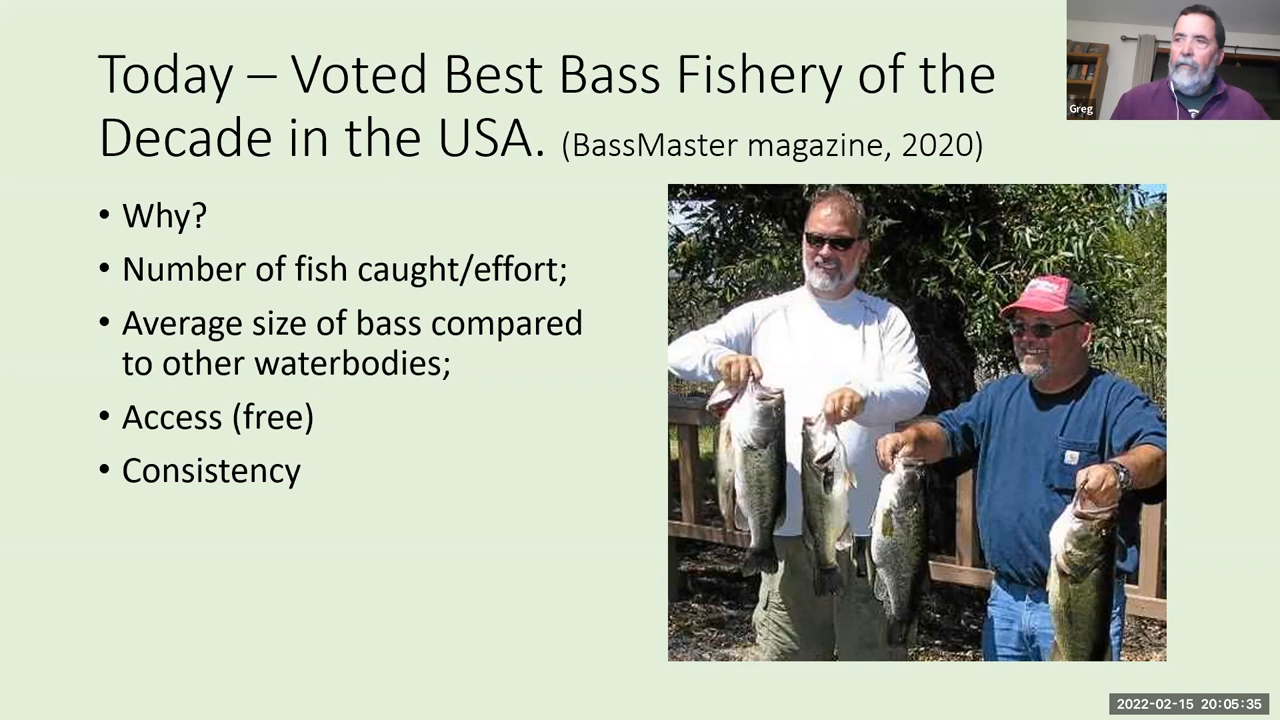 Today – Voted Best Bass Fishery of the
Decade in the USA. (BassMaster magazine, 2020)
• Why?
• Number of fish caught/effort;
• Average size of bass compared
to other waterbodies;
• Access (free)
• Consistency
Greg
2022-02-15 20:05:35